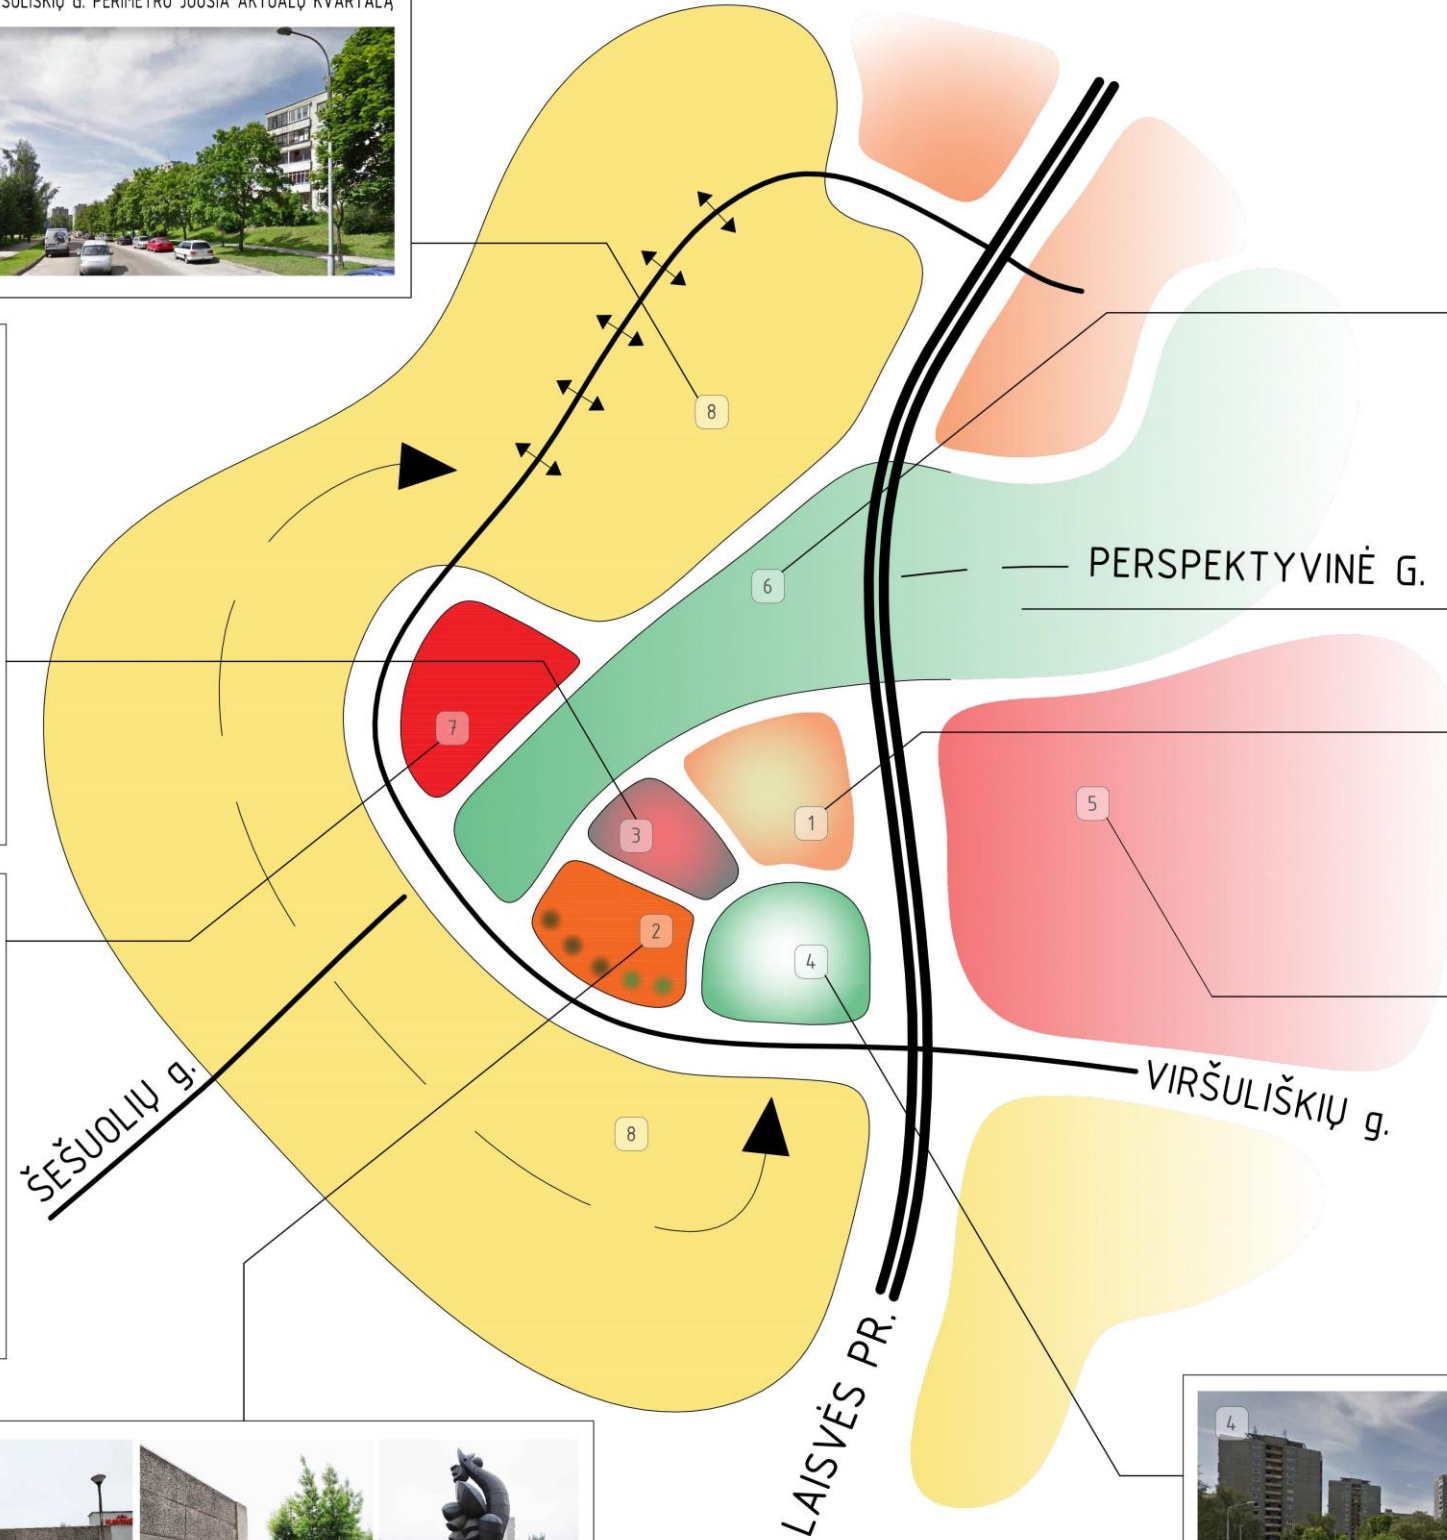 PERIMETRU JUOSIA AKTUALŲ KVARTALĄ
8
6
PERSPEKTYVINĖ G.
7
5
1
3
2
4
VIRŠULIŠKIŲ g.
ŠEŠUOLIŲ g.
8
LAISVĖS PR.
4